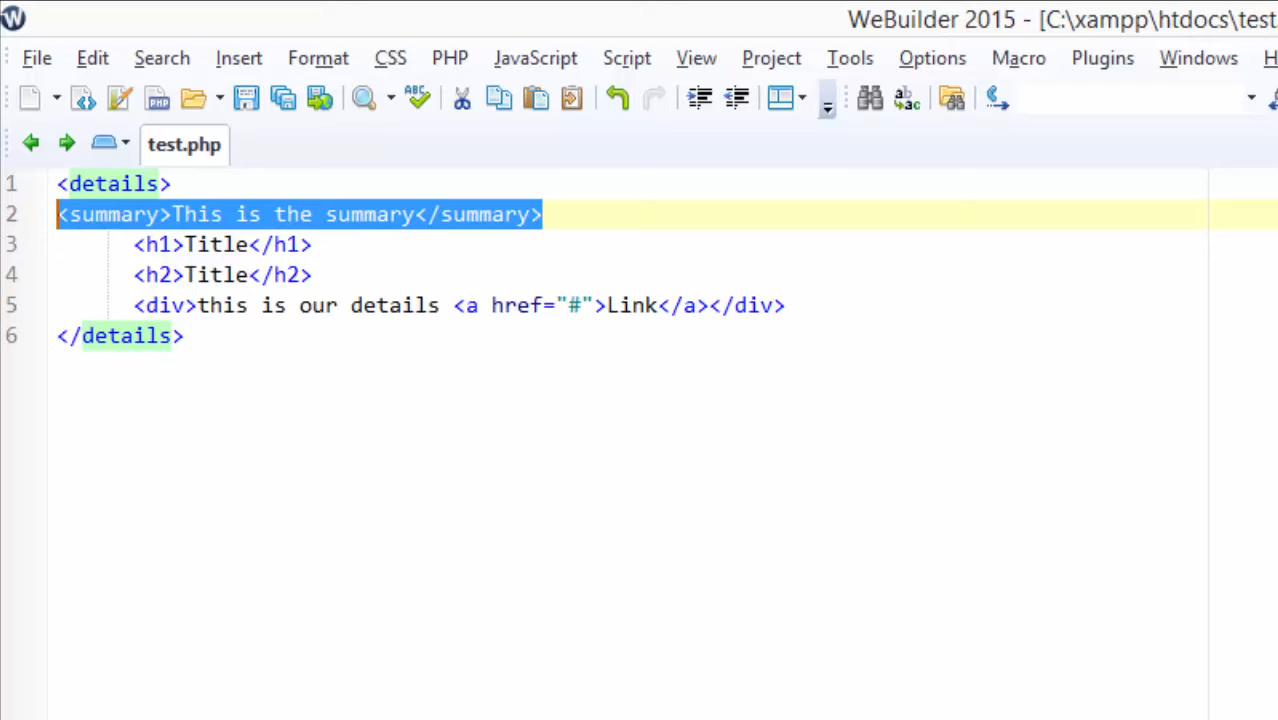 WeBuilder 2015 - [C:\xampp\htdocs\test.
File Edit Search Insert Format CSS PHP JavaScript Script View Project Tools Options Macro Plugins Windows H
test.php
1 <details>
2 <summary>This is the summary</summary>
3 <h1>Title</h1>
4 <h2>Title</h2>
5 <div>this is our details <a href="#">Link</a></div>
6 </details>